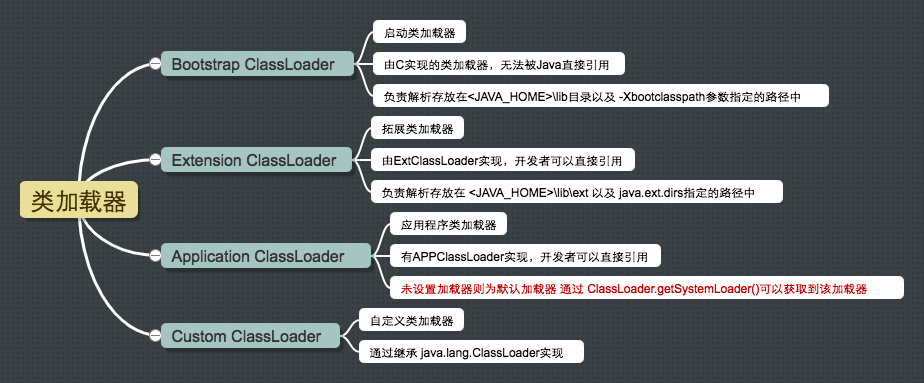 类加载器
Bootstrap ClassLoader
启动类加载器
由C实现的类加载器，无法被Java直接引用
负责解析存放在<JAVA_HOME>\lib目录以及 -Xbootclasspath参数指定的路径中
Extension ClassLoader
拓展类加载器
由ExtClassLoader实现，开发者可以直接引用
负责解析存放在 <JAVA_HOME>\lib\ext 以及 java.ext.dirs指定的路径中
Application ClassLoader
应用程序类加载器
有APPClassLoader实现，开发者可以直接引用
未设置加载器则为默认加载器 通过 ClassLoader.getSystemLoader()可以获取到该加载器
Custom ClassLoader
自定义类加载器
通过继承 java.lang.ClassLoader实现